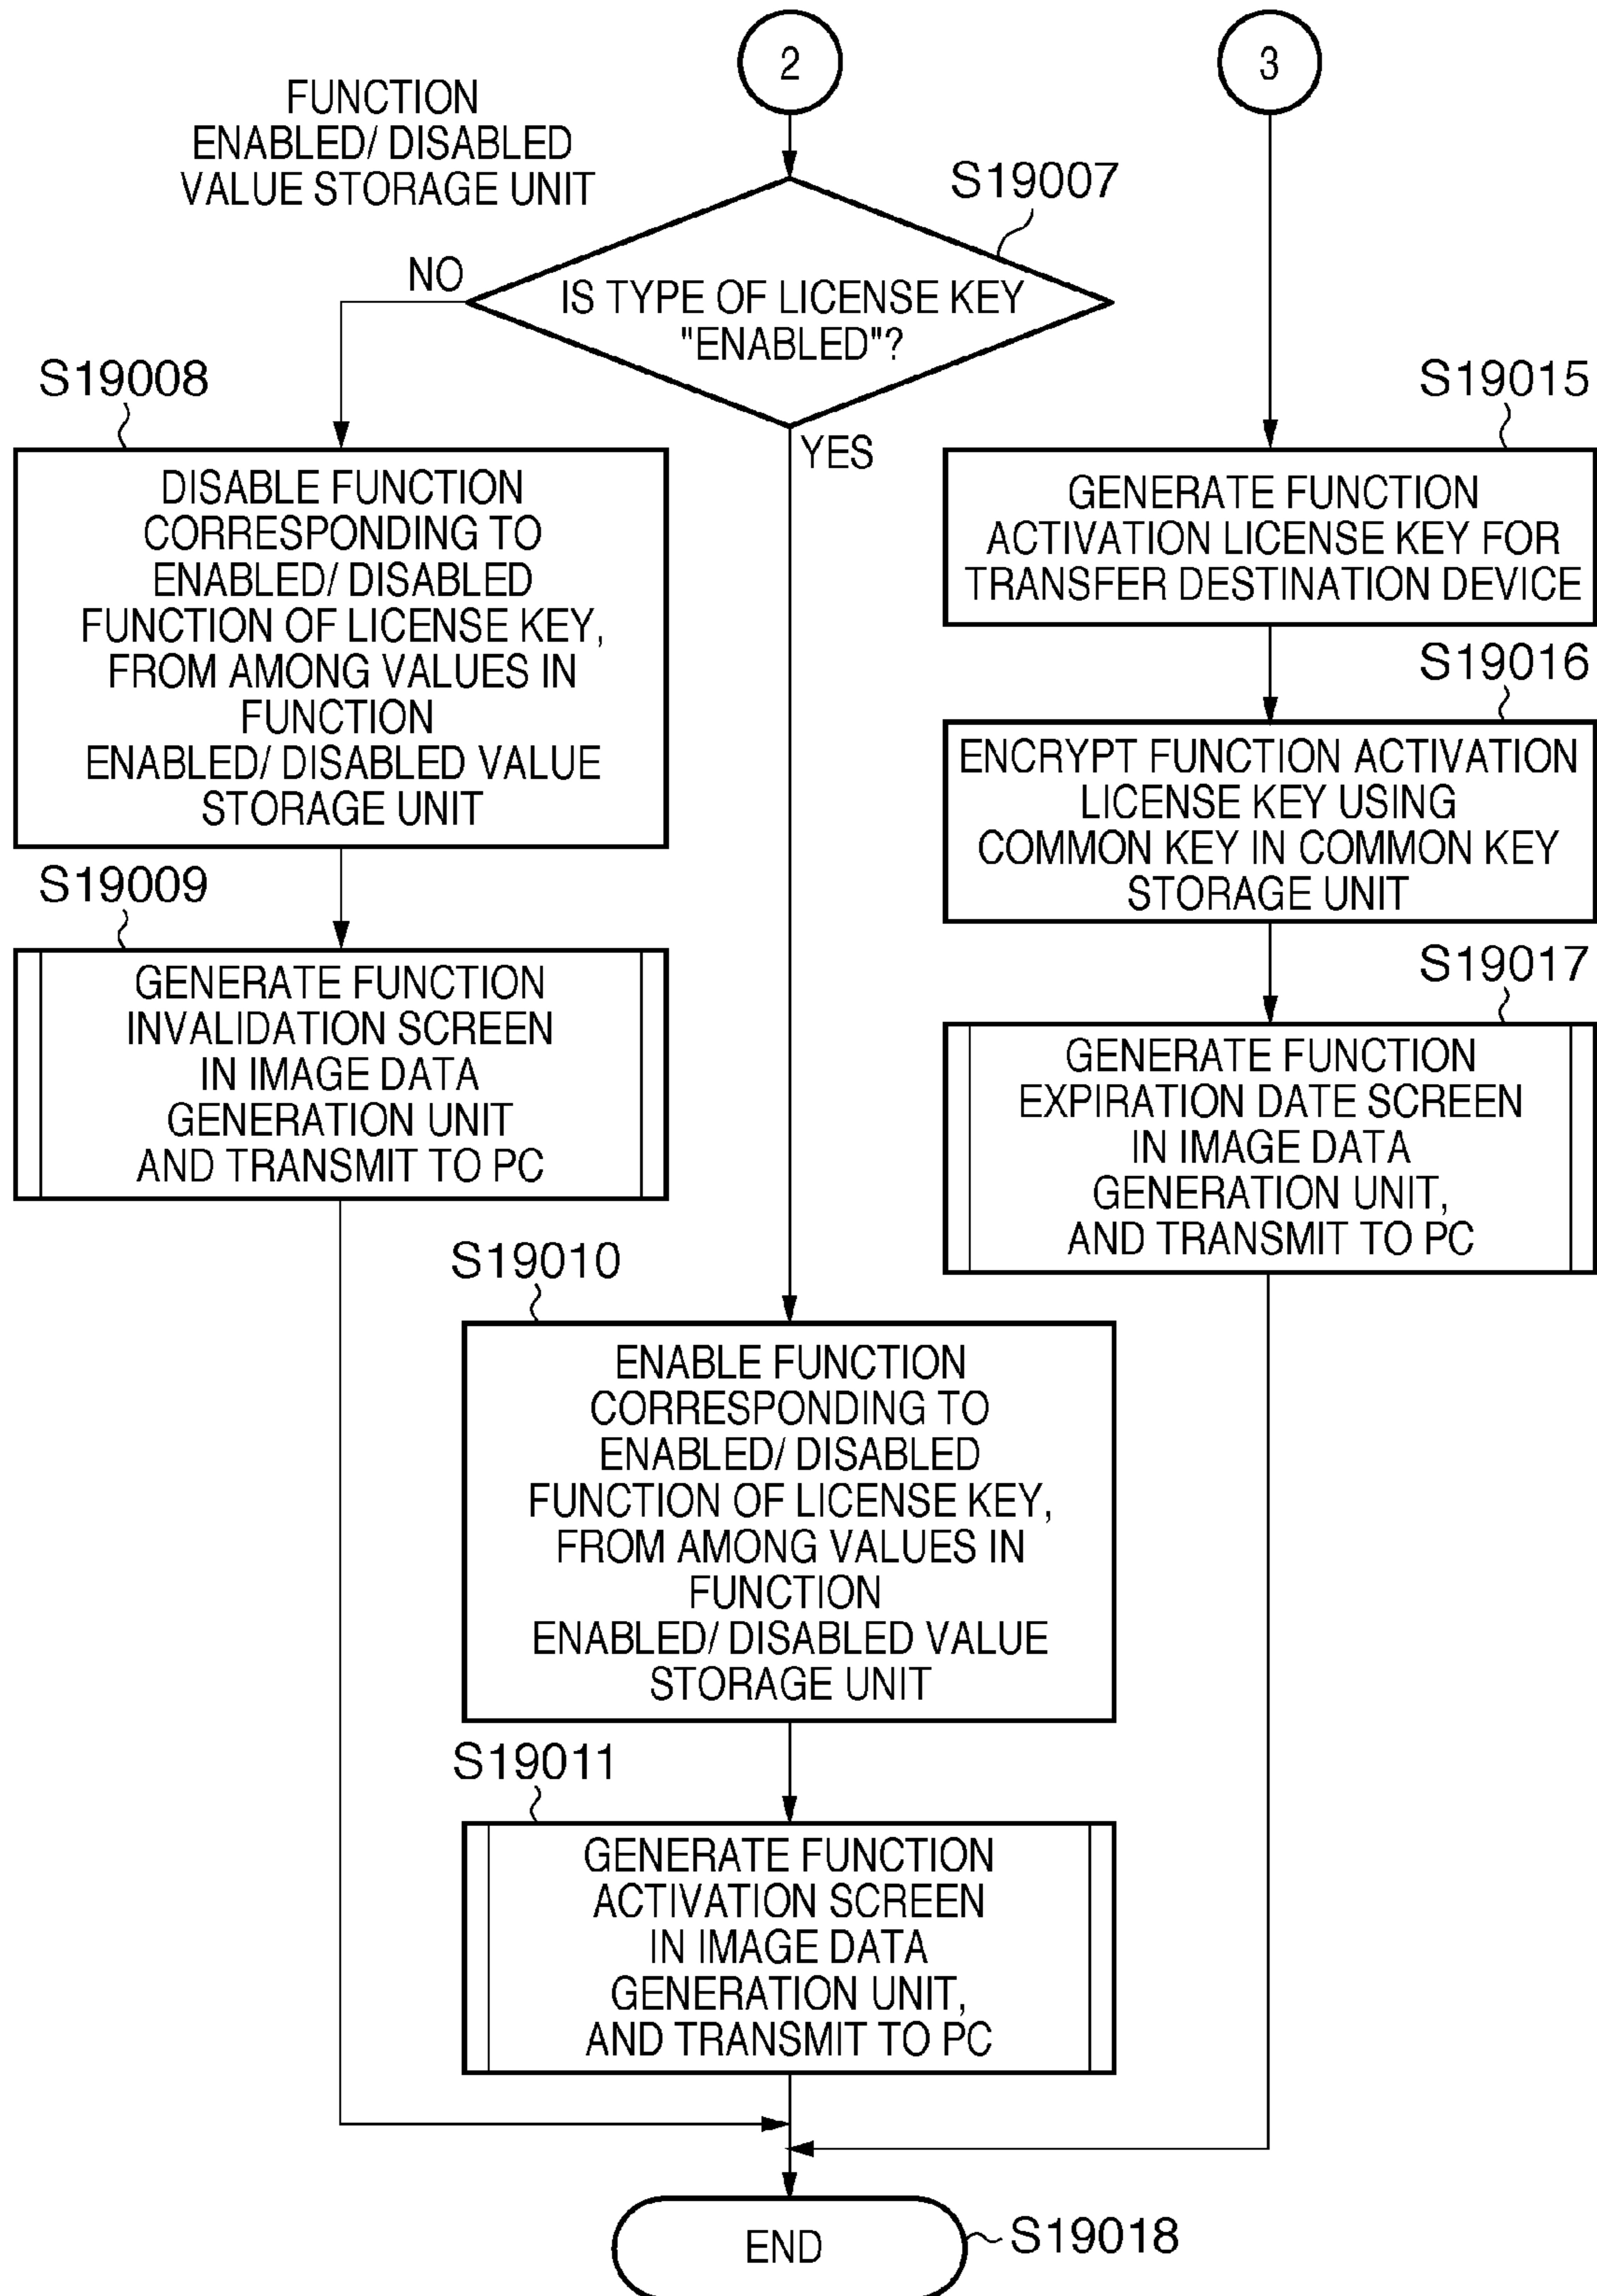 2
3
FUNCTION
ENABLED/ DISABLED
VALUE STORAGE UNIT
S19007
NO
IS TYPE OF LICENSE KEY
"ENABLED"?
YES
S19008
DISABLE FUNCTION
CORRESPONDING TO
ENABLED/ DISABLED
FUNCTION OF LICENSE KEY,
FROM AMONG VALUES IN
FUNCTION
ENABLED/ DISABLED VALUE
STORAGE UNIT
S19009
GENERATE FUNCTION
INVALIDATION SCREEN
IN IMAGE DATA
GENERATION UNIT
AND TRANSMIT TO PC
S19010
ENABLE FUNCTION
CORRESPONDING TO
ENABLED/ DISABLED
FUNCTION OF LICENSE KEY,
FROM AMONG VALUES IN
FUNCTION
ENABLED/ DISABLED VALUE
STORAGE UNIT
S19011
GENERATE FUNCTION
ACTIVATION SCREEN
IN IMAGE DATA
GENERATION UNIT,
AND TRANSMIT TO PC
S19015
GENERATE FUNCTION
ACTIVATION LICENSE KEY FOR
TRANSFER DESTINATION DEVICE
S19016
ENCRYPT FUNCTION ACTIVATION
LICENSE KEY USING
COMMON KEY IN COMMON KEY
STORAGE UNIT
S19017
GENERATE FUNCTION
EXPIRATION DATE SCREEN
IN IMAGE DATA
GENERATION UNIT,
AND TRANSMIT TO PC
END
S19018